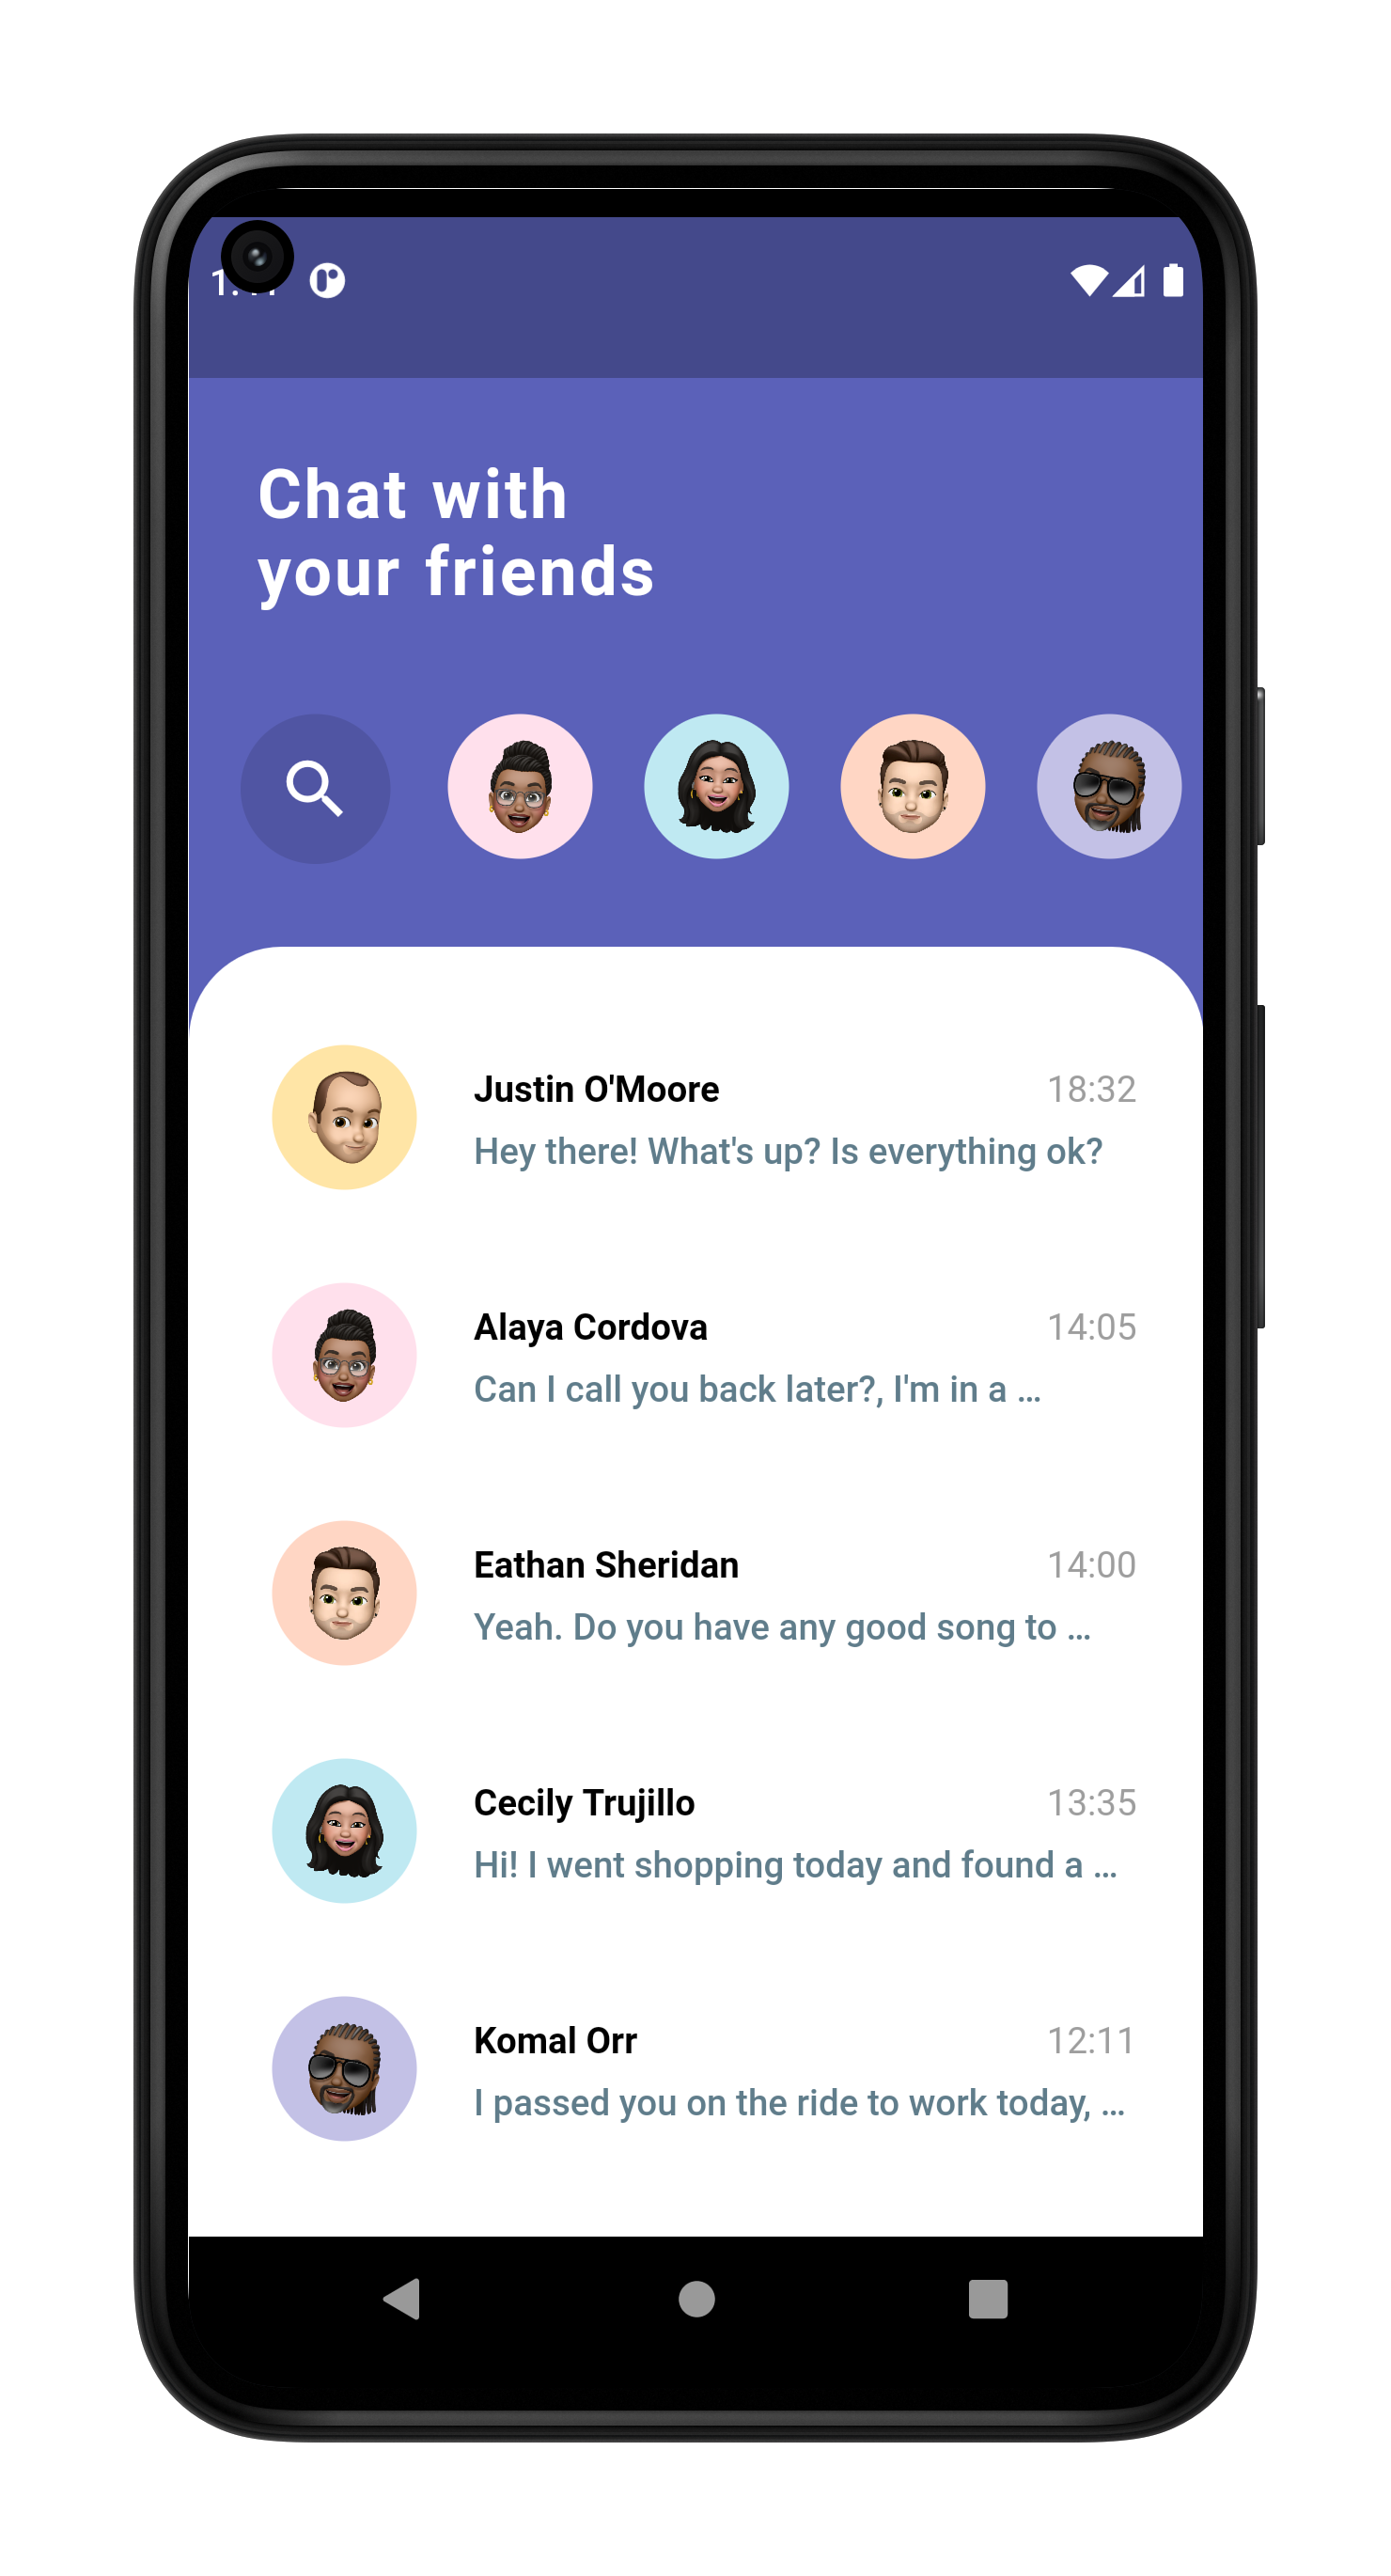 Chat with
your friends
Justin O'Moore 18:32
Hey there! What's up? Is everything ok?
Alaya Cordova 14:05
Can I call you back later?, I'm in a ...
Eathan Sheridan 14:00
Yeah. Do you have any good song to ...
Cecily Trujillo 13:35
Hi! I went shopping today and found a ...
Komal Orr 12:11
I passed you on the ride to work today, ...